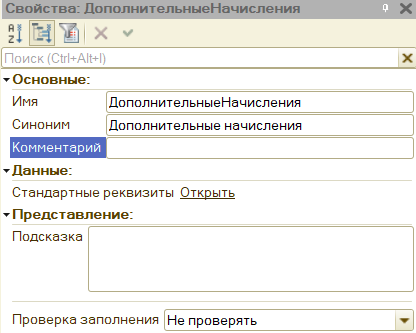 Свойства: ДополнительныеНачисления
Поиск (Ctrl+Alt+I)
Основные:
Имя ДополнительныеНачисления
Синоним Дополнительные начисления
Комментарий
Данные:
Стандартные реквизиты Открыть
Представление:
Подсказка
Проверка заполнения Не проверять